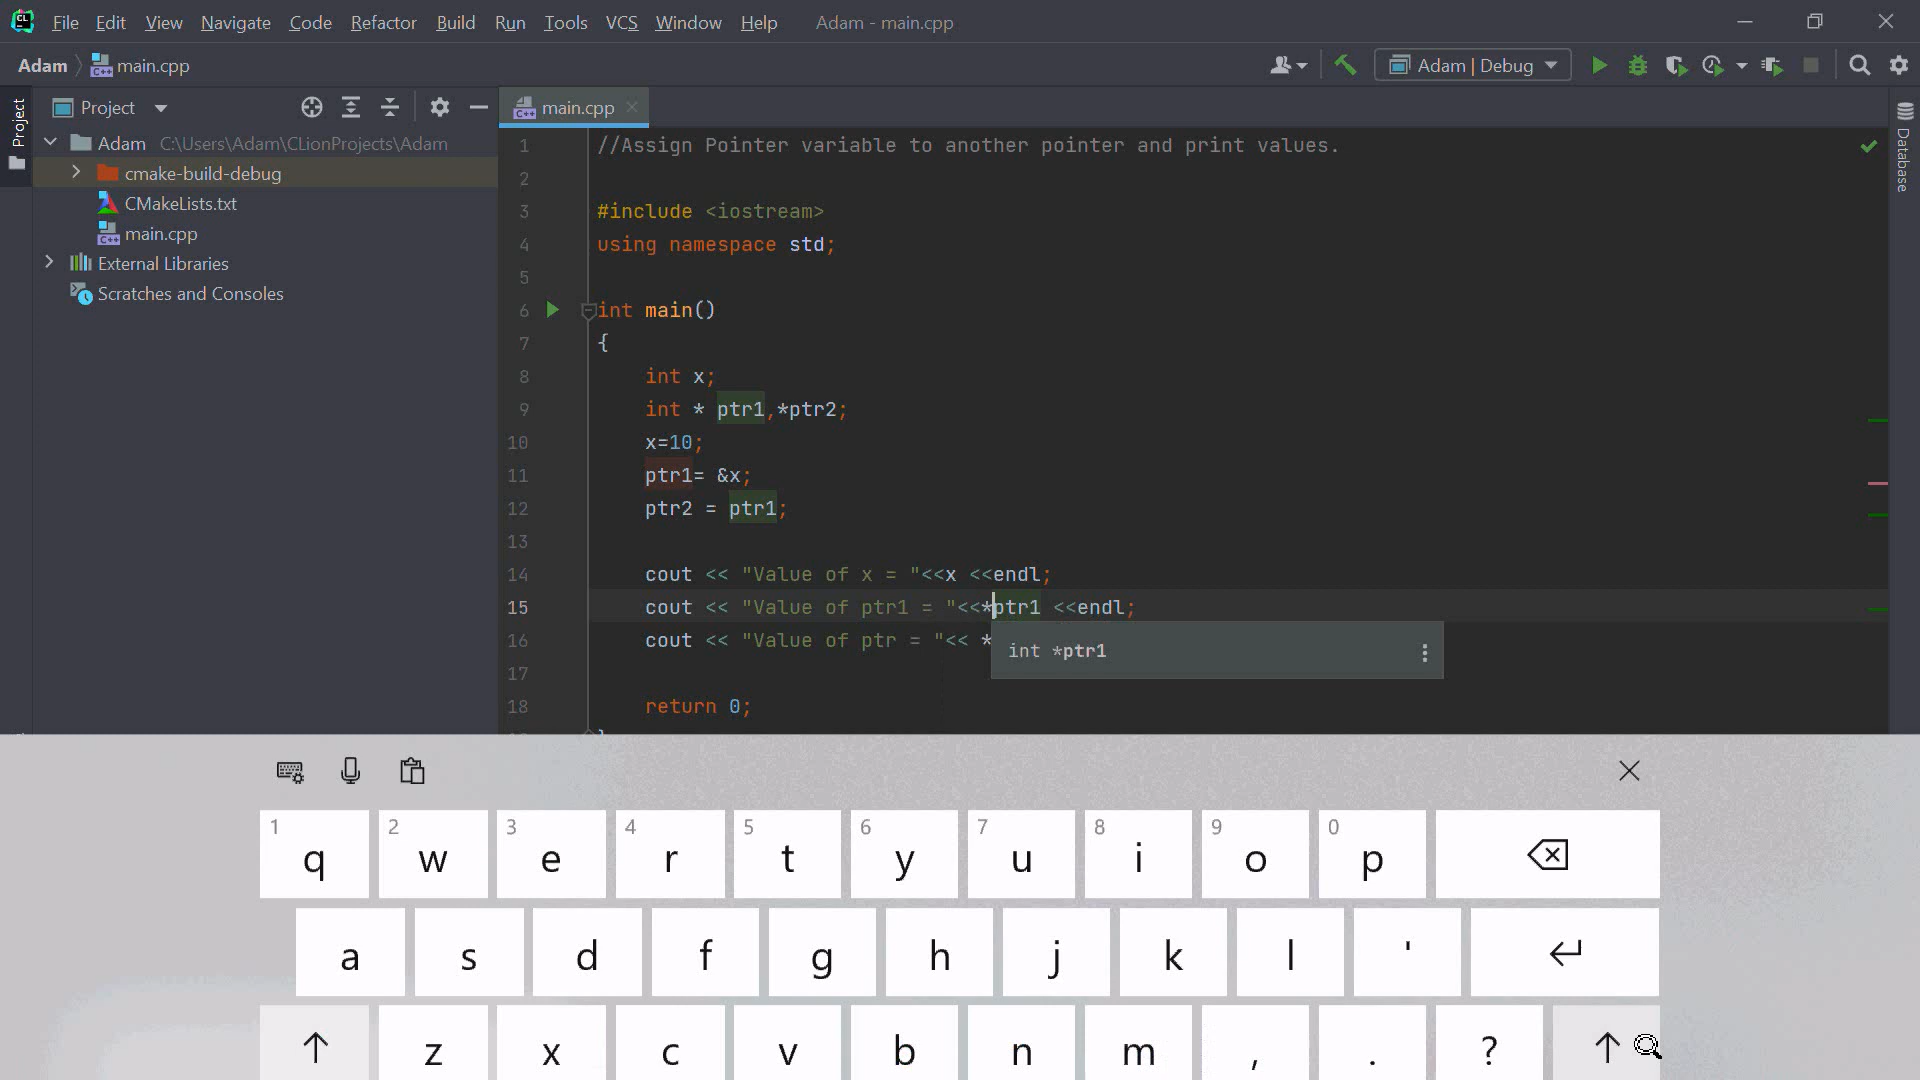 File Edit View Navigate Code Refactor Build Run Tools VCS Window Help Adam - main.cpp
Adam main.cpp Adam | Debug
Project
Project
main.cpp
Database
Adam C:\Users\Adam\CLionProjects\Adam
cmake-build-debug
CMakeLists.txt
main.cpp
External Libraries
Scratches and Consoles
1 //Assign Pointer variable to another pointer and print values.
2
3 #include <iostream>
4 using namespace std;
5
6 int main()
7 {
8 int x;
9 int * ptr1,*ptr2;
10 x=10;
11 ptr1= &x;
12 ptr2 = ptr1;
13
14 cout << "Value of x = "<<x <<endl;
15 cout << "Value of ptr1 = "<<*ptr1 <<endl;
16 cout << "Value of ptr = "<< *
int *ptr1
17
18 return 0;
1 2 3 4 5 6 7 8 9 0
q w e r t y u i o p
a s d f g h j k l '
z x c v b n m , . ?